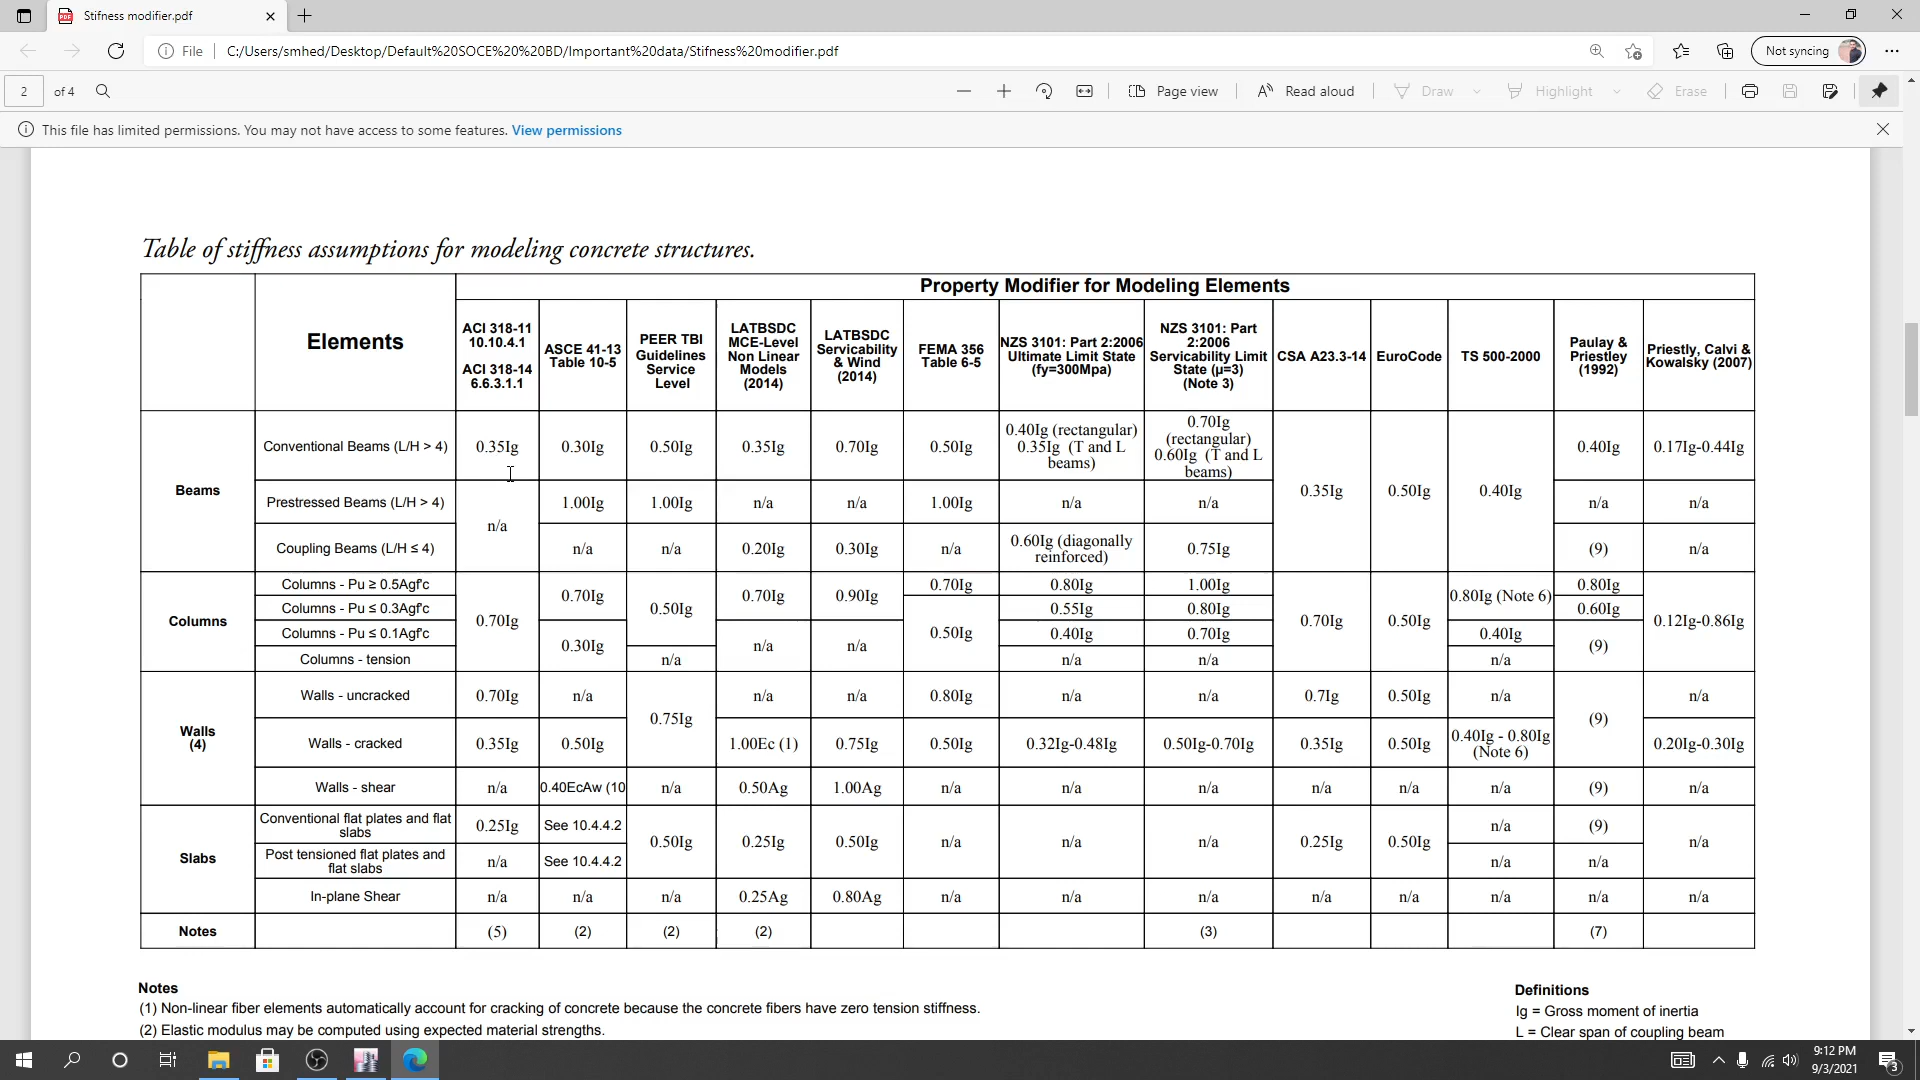 Stifness modifier.pdf
File
C:/Users/smhed/Desktop/Default%20SOCE%20%20BD/Important%20data/Stifness%20modifier.pdf
Not syncing
2 of 4
Page view
Read aloud
Draw
Highlight
Erase
This file has limited permissions. You may not have access to some features. View permissions
Table of stiffness assumptions for modeling concrete structures.
Property Modifier for Modeling Elements
Elements
ACI 318-11
10.10.4.1
ACI 318-14
6.6.3.1.1
ASCE 41-13
Table 10-5
PEER TBI
Guidelines
Service
Level
LATBSDC
MCE-Level
Non Linear
Models
(2014)
LATBSDC
Servicability
& Wind
(2014)
FEMA 356
Table 6-5
NZS 3101: Part 2:2006
Ultimate Limit State
(fy=300Mpa)
NZS 3101: Part
2:2006
Servicability Limit
State (µ=3)
(Note 3)
CSA A23.3-14
EuroCode
TS 500-2000
Paulay &
Priestley
(1992)
Priestly, Calvi &
Kowalsky (2007)
Beams
Conventional Beams (L/H > 4)
0.35Ig
0.30Ig
0.50Ig
0.35Ig
0.70Ig
0.50Ig
0.40Ig (rectangular)
0.35Ig (T and L
beams)
0.70Ig
(rectangular)
0.60Ig (T and L
beams)
0.35Ig
0.50Ig
0.40Ig
0.40Ig
0.17Ig-0.44Ig
Prestressed Beams (L/H > 4)
n/a
1.00Ig
1.00Ig
n/a
n/a
1.00Ig
n/a
n/a
n/a
n/a
Coupling Beams (L/H ≤ 4)
n/a
n/a
0.20Ig
0.30Ig
n/a
0.60Ig (diagonally
reinforced)
0.75Ig
(9)
n/a
Columns
Columns - Pu ≥ 0.5Agf'c
0.70Ig
0.70Ig
0.50Ig
0.70Ig
0.90Ig
0.70Ig
0.80Ig
1.00Ig
0.70Ig
0.50Ig
0.80Ig (Note 6)
0.80Ig
0.12Ig-0.86Ig
Columns - Pu ≤ 0.3Agf'c
0.50Ig
0.55Ig
0.80Ig
0.60Ig
Columns - Pu ≤ 0.1Agf'c
0.30Ig
n/a
n/a
0.40Ig
0.70Ig
0.40Ig
(9)
Columns - tension
n/a
n/a
n/a
n/a
Walls
(4)
Walls - uncracked
0.70Ig
n/a
0.75Ig
n/a
n/a
0.80Ig
n/a
n/a
0.7Ig
0.50Ig
n/a
(9)
n/a
Walls - cracked
0.35Ig
0.50Ig
1.00Ec (1)
0.75Ig
0.50Ig
0.32Ig-0.48Ig
0.50Ig-0.70Ig
0.35Ig
0.50Ig
0.40Ig - 0.80Ig
(Note 6)
0.20Ig-0.30Ig
Walls - shear
n/a
0.40EcAw (10
n/a
0.50Ag
1.00Ag
n/a
n/a
n/a
n/a
n/a
n/a
(9)
n/a
Slabs
Conventional flat plates and flat
slabs
0.25Ig
See 10.4.4.2
0.50Ig
0.25Ig
0.50Ig
n/a
n/a
n/a
0.25Ig
0.50Ig
n/a
(9)
n/a
Post tensioned flat plates and
flat slabs
n/a
See 10.4.4.2
n/a
n/a
In-plane Shear
n/a
n/a
n/a
0.25Ag
0.80Ag
n/a
n/a
n/a
n/a
n/a
n/a
n/a
n/a
Notes
(5)
(2)
(2)
(2)
(3)
(7)
Notes
(1) Non-linear fiber elements automatically account for cracking of concrete because the concrete fibers have zero tension stiffness.
(2) Elastic modulus may be computed using expected material strengths.
Definitions
Ig = Gross moment of inertia
L = Clear span of coupling beam
9:12 PM
9/3/2021
3